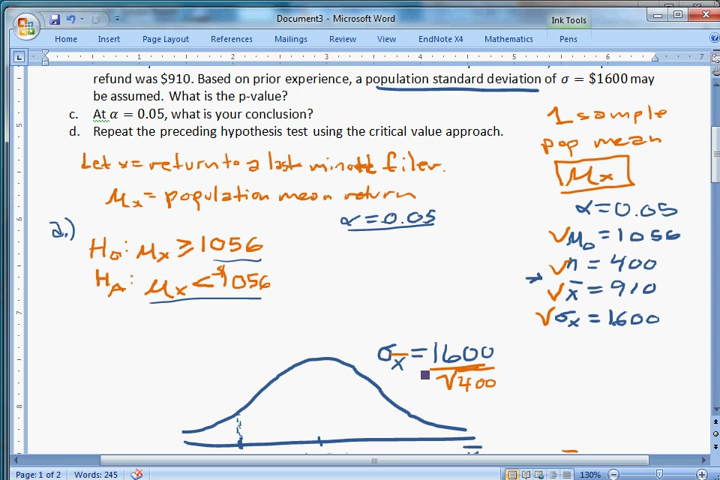 Document3 - Microsoft Word
Ink Tools
Home Insert Page Layout References Mailings Review View EndNote X4 Mathematics Pens
refund was $910. Based on prior experience, a population standard deviation of σ = $1600 may
be assumed. What is the p-value?
c. At α = 0.05, what is your conclusion?
d. Repeat the preceding hypothesis test using the critical value approach.
1 sample
pop mean
μx
Let x = return to a last minute filer.
μx = population mean return
α = 0.05
α = 0.05
a.)
H0: μx ≥ 1056
HA: μx < 1056
√ μ0 = 1056
√ n = 400
√ x̄ = 910
√ σx = 1600
σx̄ = 1600
√400
Page: 1 of 2 Words: 245 130%